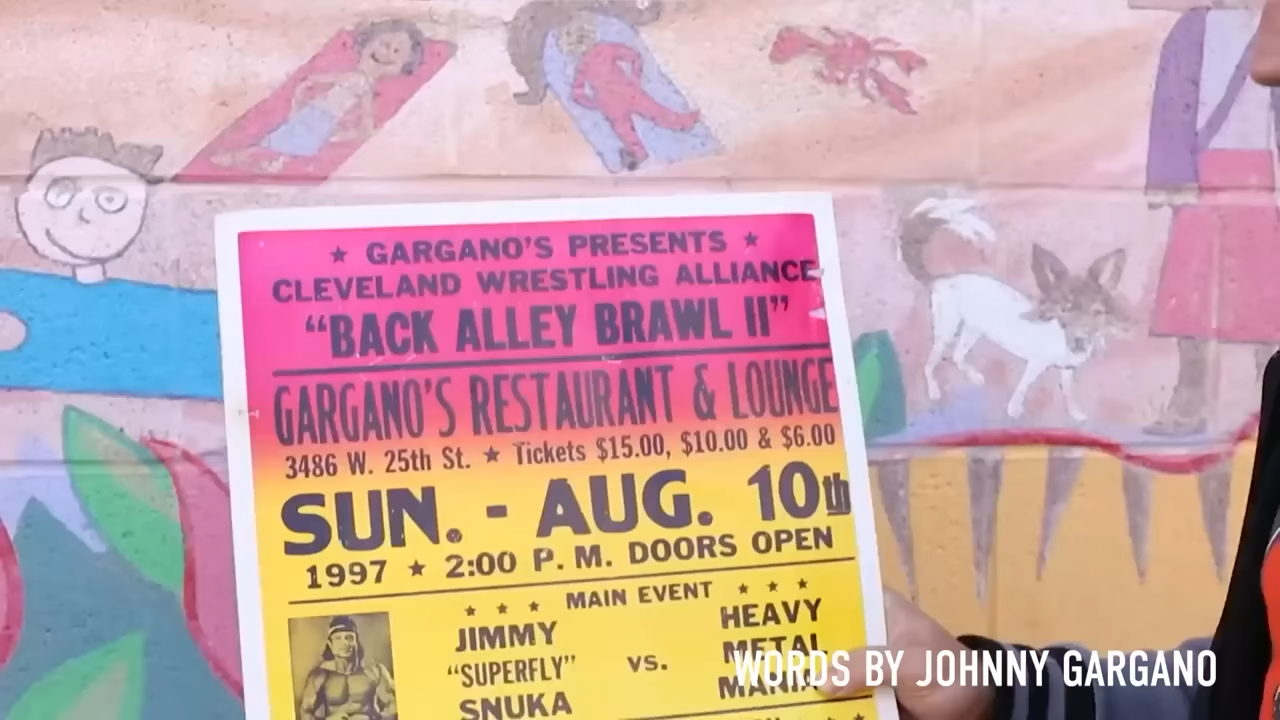 ★ GARGANO'S PRESENTS ★
CLEVELAND WRESTLING ALLIANCE
“BACK ALLEY BRAWL II”
GARGANO'S RESTAURANT & LOUNGE
3486 W. 25th St. ★ Tickets $15.00, $10.00 & $6.00
SUN. - AUG. 10th
1997 ★ 2:00 P. M. DOORS OPEN
★ ★ ★ MAIN EVENT ★ ★ ★
JIMMY
“SUPERFLY”
SNUKA
vs.
HEAVY
METAL
MANIA
WORDS BY JOHNNY GARGANO